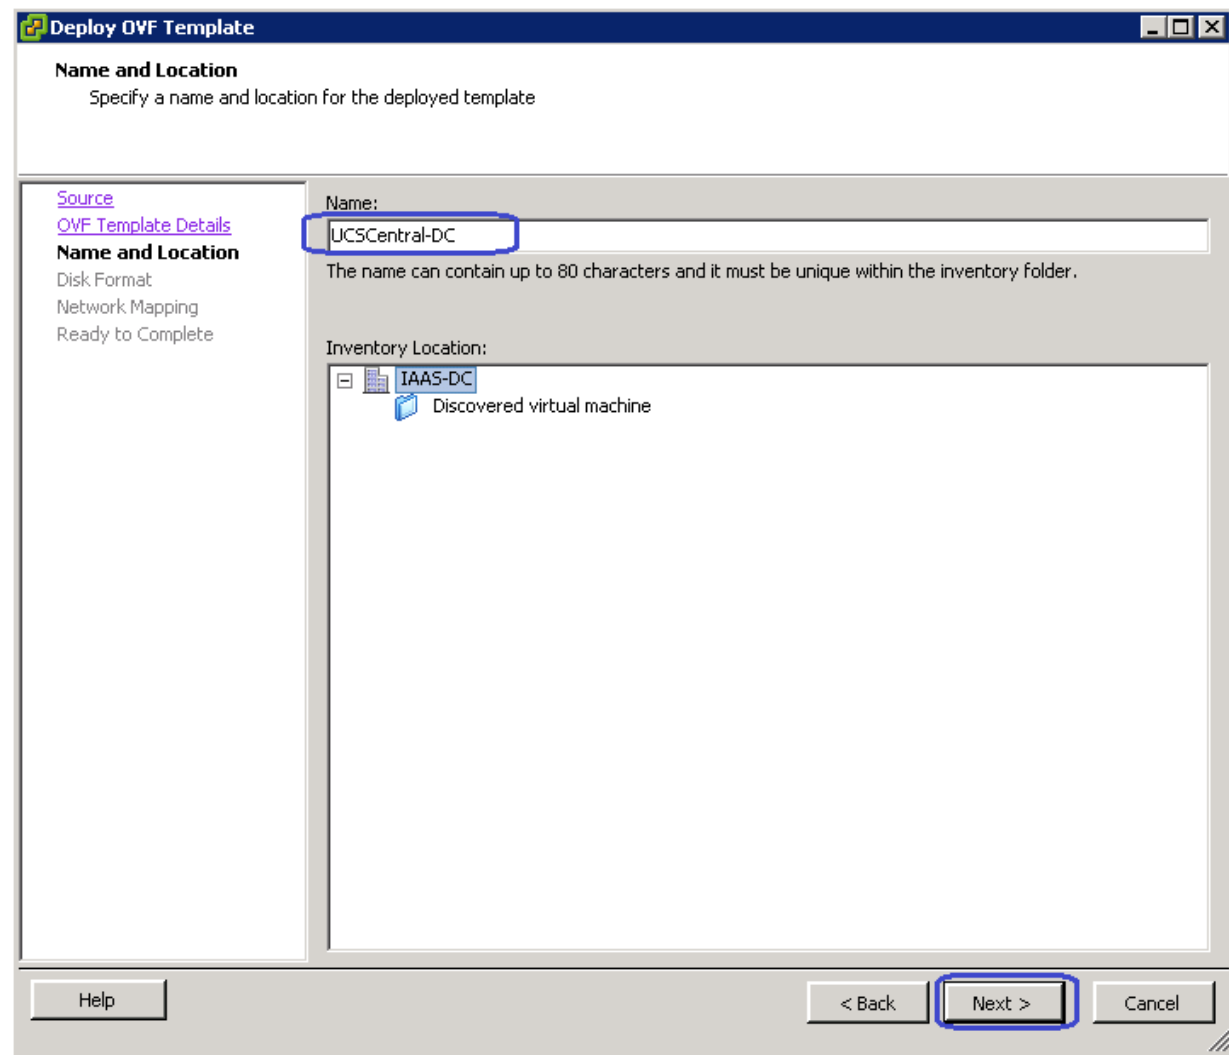 Deploy OVF Template
Name and Location
Specify a name and location for the deployed template
Source
OVF Template Details
Name and Location
Disk Format
Network Mapping
Ready to Complete
Name:
UCSCentral-DC
The name can contain up to 80 characters and it must be unique within the inventory folder.
Inventory Location:
IAAS-DC
Discovered virtual machine
Help
< Back
Next >
Cancel